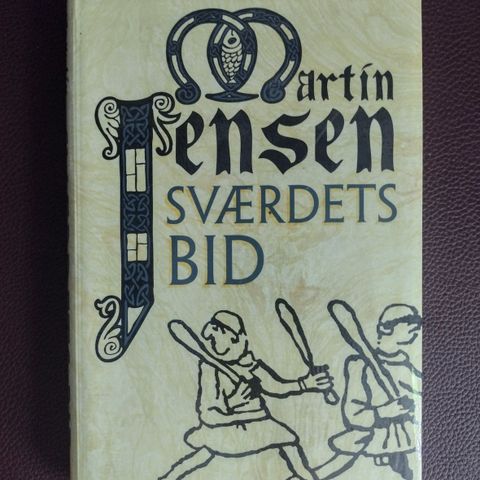 Martin
Jensen
SVÆRDETS
BID